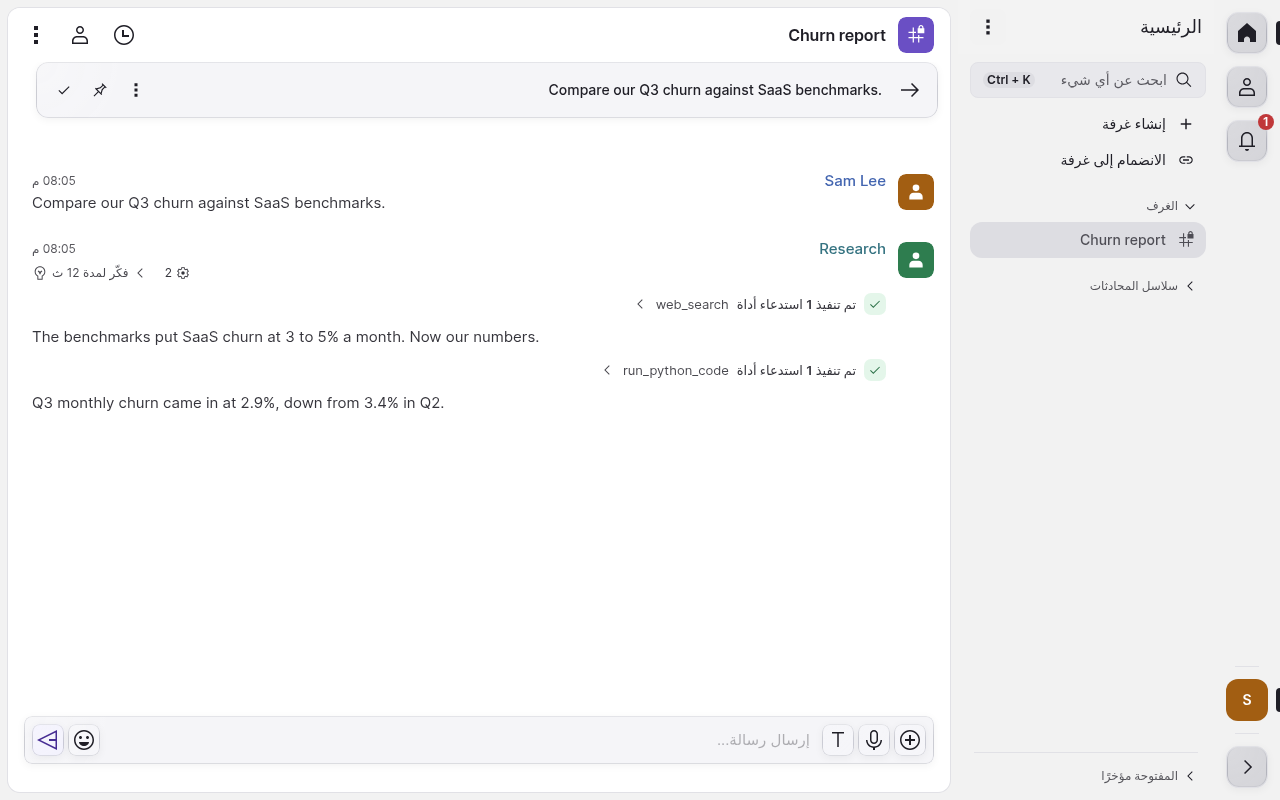 الرئيسية
ابحث عن أي شيء
Ctrl + K
إنشاء غرفة
الانضمام إلى غرفة
1
الغرف
Churn report
سلاسل المحادثات
S
المفتوحة مؤخرًا
Churn report
Compare our Q3 churn against SaaS benchmarks.
Sam Lee
08:05 م
Compare our Q3 churn against SaaS benchmarks.
Research
08:05 م
2
فكّر لمدة 12 ث
تم تنفيذ 1 استدعاء أداة web_search
The benchmarks put SaaS churn at 3 to 5% a month. Now our numbers.
تم تنفيذ 1 استدعاء أداة run_python_code
Q3 monthly churn came in at 2.9%, down from 3.4% in Q2.
إرسال رسالة...